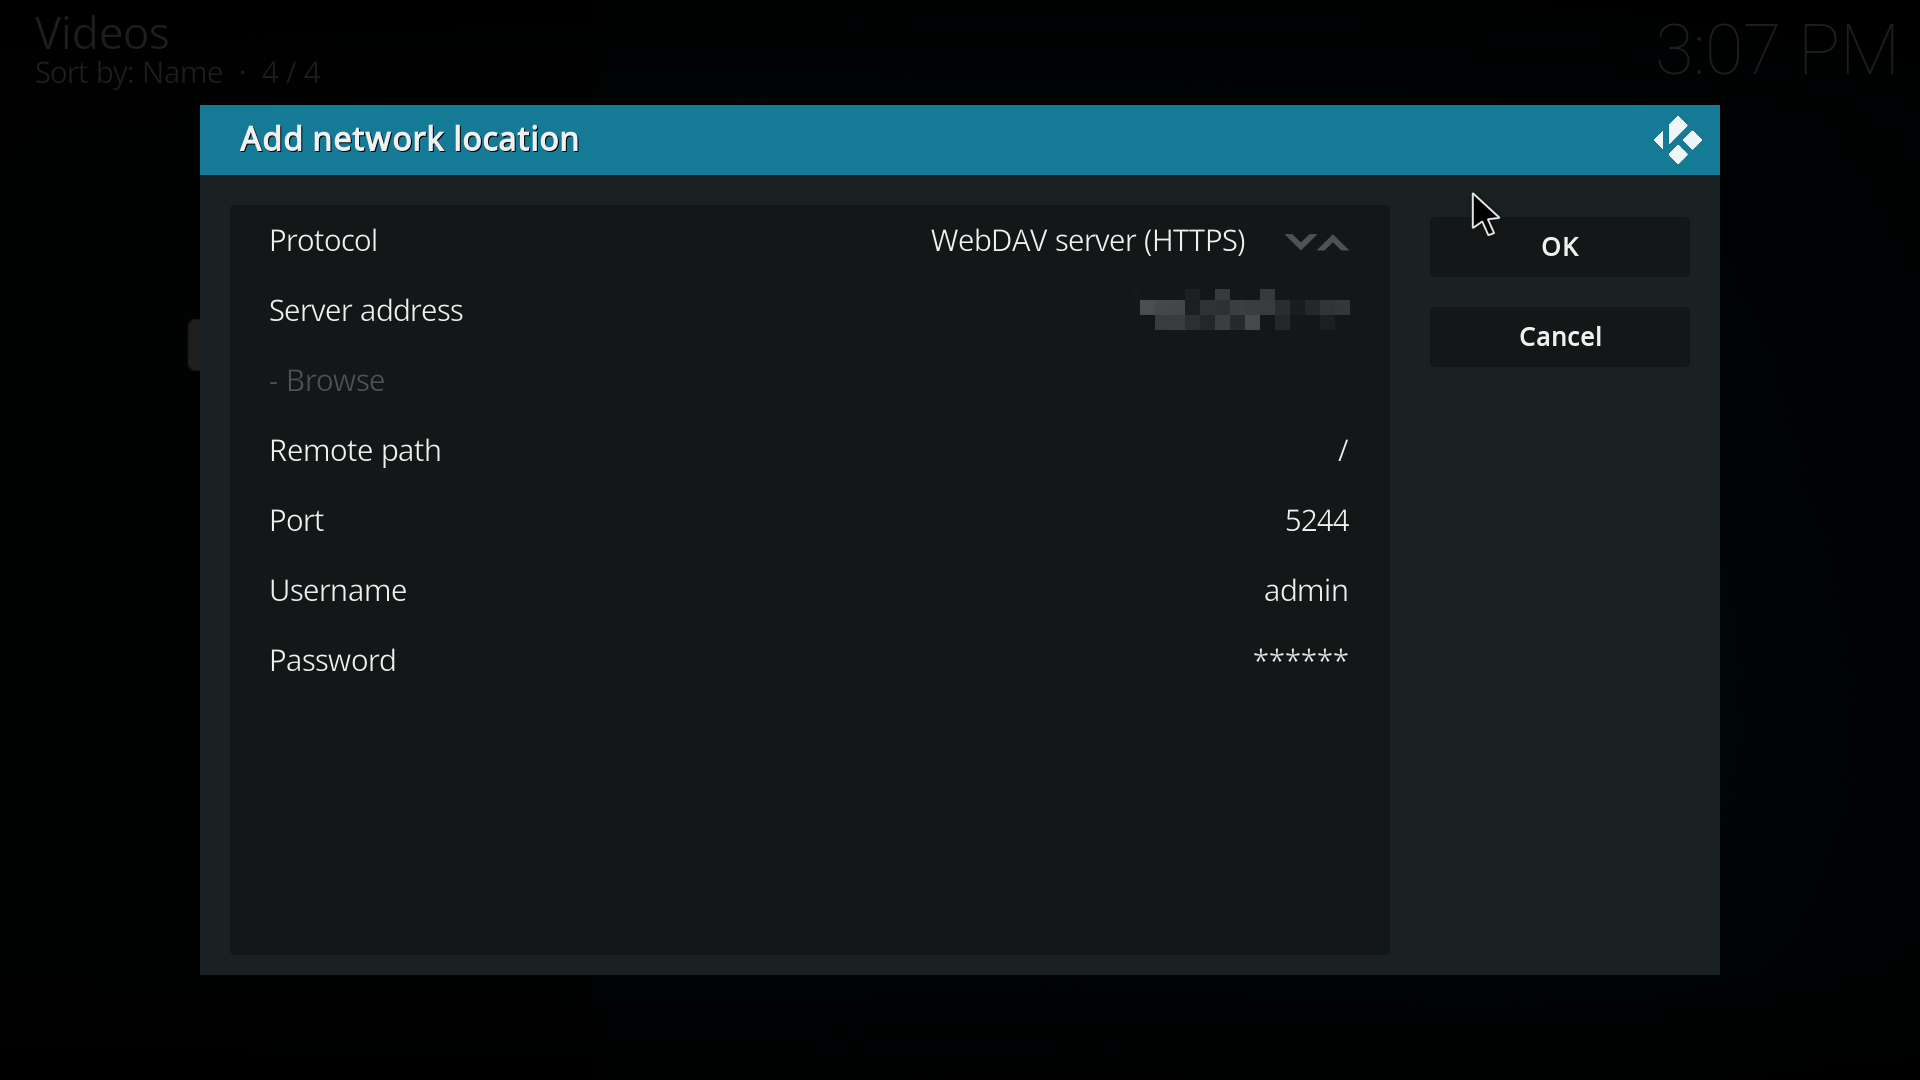 Videos
Sort by: Name · 4 / 4
3:07 PM
Add network location
Protocol WebDAV server (HTTPS)
Server address
- Browse
Remote path /
Port 5244
Username admin
Password ******
OK
Cancel